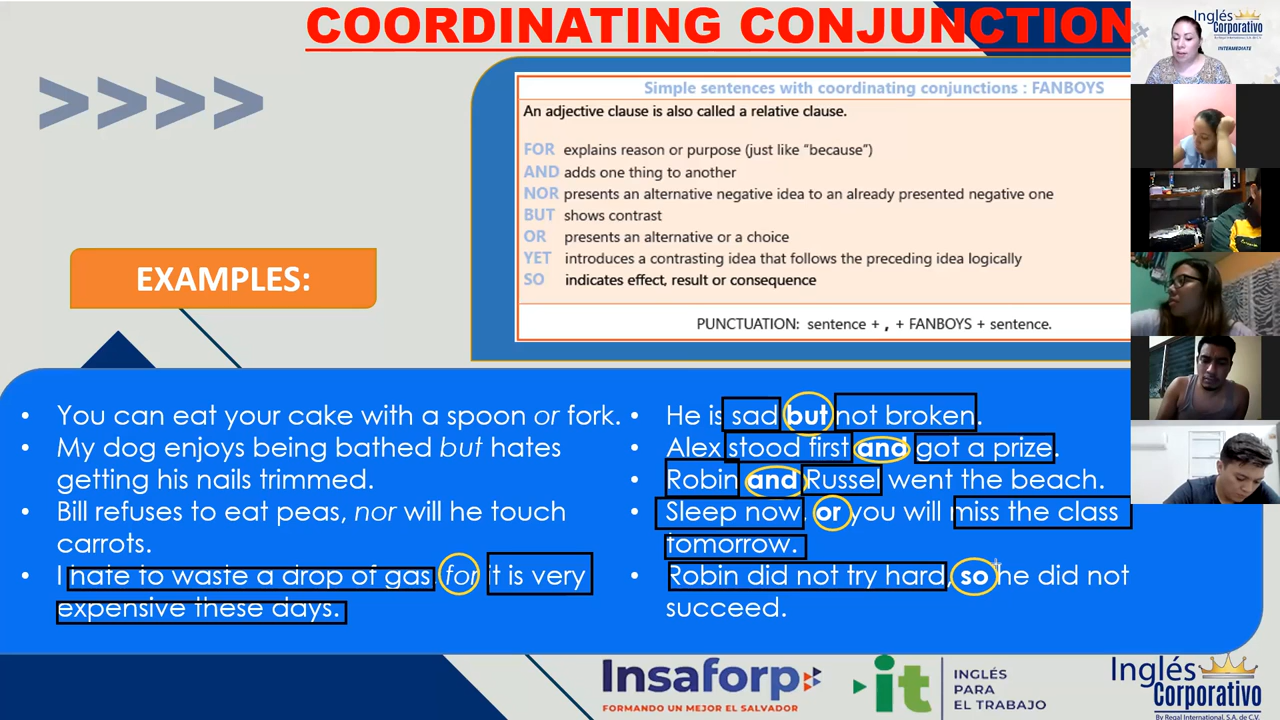 COORDINATING CONJUNCTION
Simple sentences with coordinating conjunctions : FANBOYS
An adjective clause is also called a relative clause.
FOR explains reason or purpose (just like “because”)
AND adds one thing to another
NOR presents an alternative negative idea to an already presented negative one
BUT shows contrast
OR presents an alternative or a choice
YET introduces a contrasting idea that follows the preceding idea logically
SO indicates effect, result or consequence
PUNCTUATION: sentence + , + FANBOYS + sentence.
EXAMPLES:
• You can eat your cake with a spoon or fork.
• My dog enjoys being bathed but hates
getting his nails trimmed.
• Bill refuses to eat peas, nor will he touch
carrots.
• I hate to waste a drop of gas for it is very
expensive these days.
• He is sad but not broken.
• Alex stood first and got a prize.
• Robin and Russel went the beach.
• Sleep now, or you will miss the class
tomorrow.
• Robin did not try hard, so he did not
succeed.
Insaforp
FORMANDO UN MEJOR EL SALVADOR
it
INGLÉS
PARA
EL TRABAJO
Inglés
Corporativo
By Regal International, S.A. de C.V.
Inglés
Corporativo
By Regal International, S.A. de C.V.
INTERMEDIATE